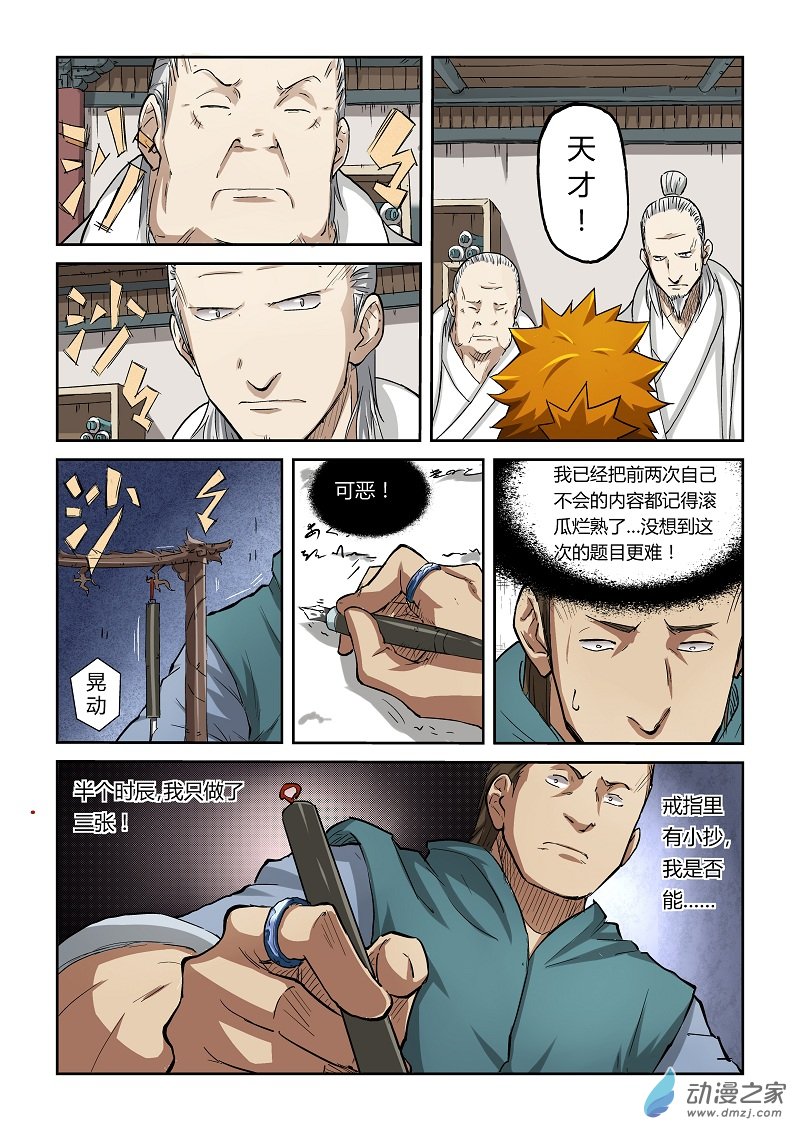 天
才！
沙
晃
动
可恶！
我已经把前两次自己
不会的内容都记得滚
瓜烂熟了…没想到这
次的题目更难！
半个时辰,我只做了
三张！
戒指里
有小抄,
我是否
能……
动漫之家
www.dmzj.com